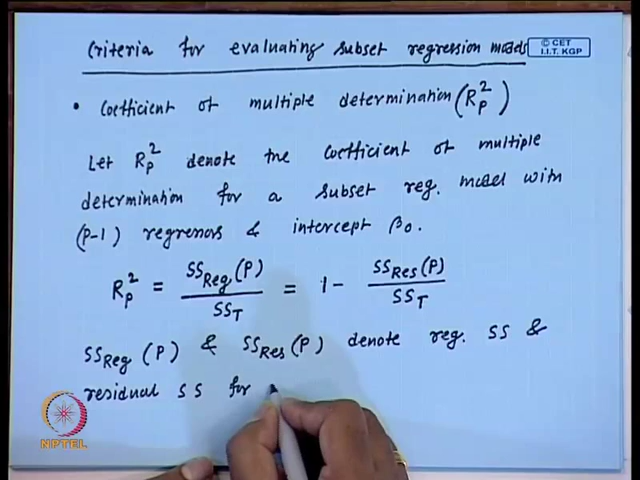 Criteria for evaluating subset regression models
© CET
I.I.T. KGP
• Coefficient of multiple determination (R_p^2)
Let R_p^2 denote the coefficient of multiple
determination for a subset reg. model with
(P-1) regressors & intercept β0.
R_p^2 = SS_Reg(P) / SS_T = 1 - SS_Res(P) / SS_T
SS_Reg (P) & SS_Res(P) denote reg. SS &
residual SS for
NPTEL